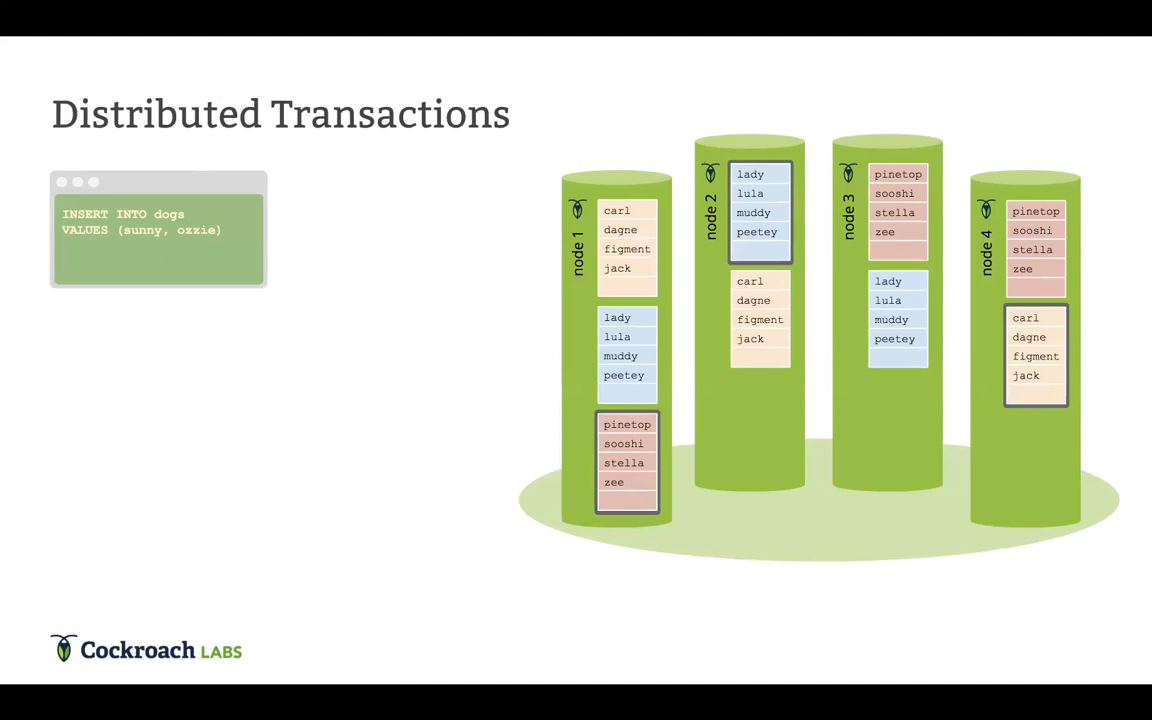 Distributed Transactions
INSERT INTO dogs
VALUES (sunny, ozzie)
node 1
carl
dagne
figment
jack
lady
lula
muddy
peetey
pinetop
sooshi
stella
zee
node 2
lady
lula
muddy
peetey
carl
dagne
figment
jack
node 3
pinetop
sooshi
stella
zee
lady
lula
muddy
peetey
node 4
pinetop
sooshi
stella
zee
carl
dagne
figment
jack
Cockroach LABS